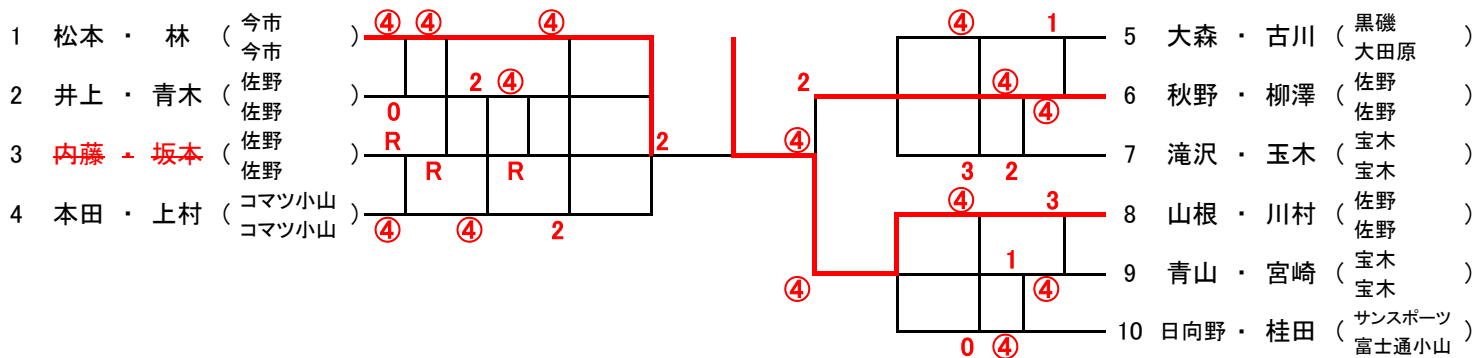 1 松本 ・ 林 ( 今市 今市 ) ④ ④ ④
2 井上 ・ 青木 ( 佐野 佐野 ) 0 2 ④
3 内藤 ・ 坂本 ( 佐野 佐野 ) R R R
4 本田 ・ 上村 ( コマツ小山 コマツ小山 ) ④ ④ 2
2 ④
2 ④
④ 1 5 大森 ・ 古川 ( 黒磯 大田原 )
④ ④ 6 秋野 ・ 柳澤 ( 佐野 佐野 )
3 2 7 滝沢 ・ 玉木 ( 宝木 宝木 )
④ 3 8 山根 ・ 川村 ( 佐野 佐野 )
1 ④ 9 青山 ・ 宮崎 ( 宝木 宝木 )
0 ④ 10 日向野 ・ 桂田 ( サンスポーツ 富士通小山 )